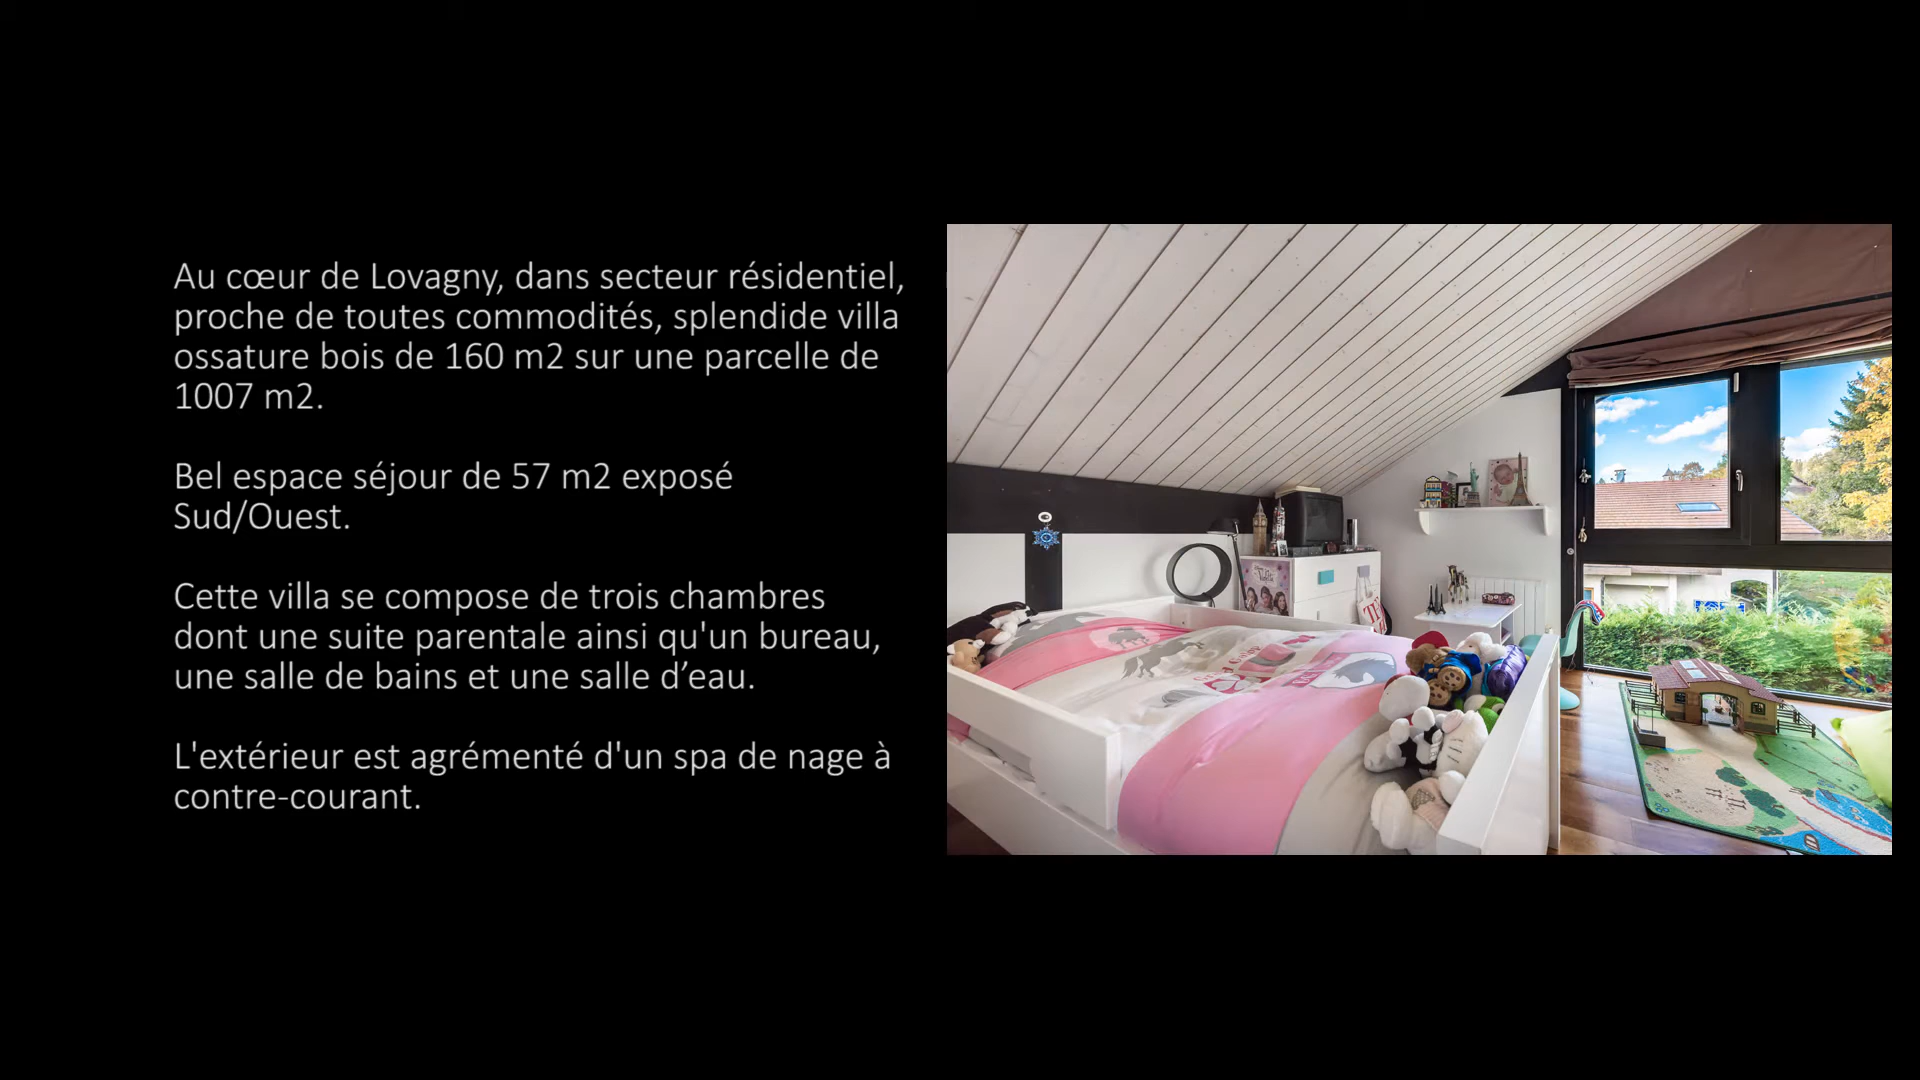 Au cœur de Lovagny, dans secteur résidentiel,
proche de toutes commodités, splendide villa
ossature bois de 160 m2 sur une parcelle de
1007 m2.
Bel espace séjour de 57 m2 exposé
Sud/Ouest.
Cette villa se compose de trois chambres
dont une suite parentale ainsi qu'un bureau,
une salle de bains et une salle d’eau.
L'extérieur est agrémenté d'un spa de nage à
contre-courant.